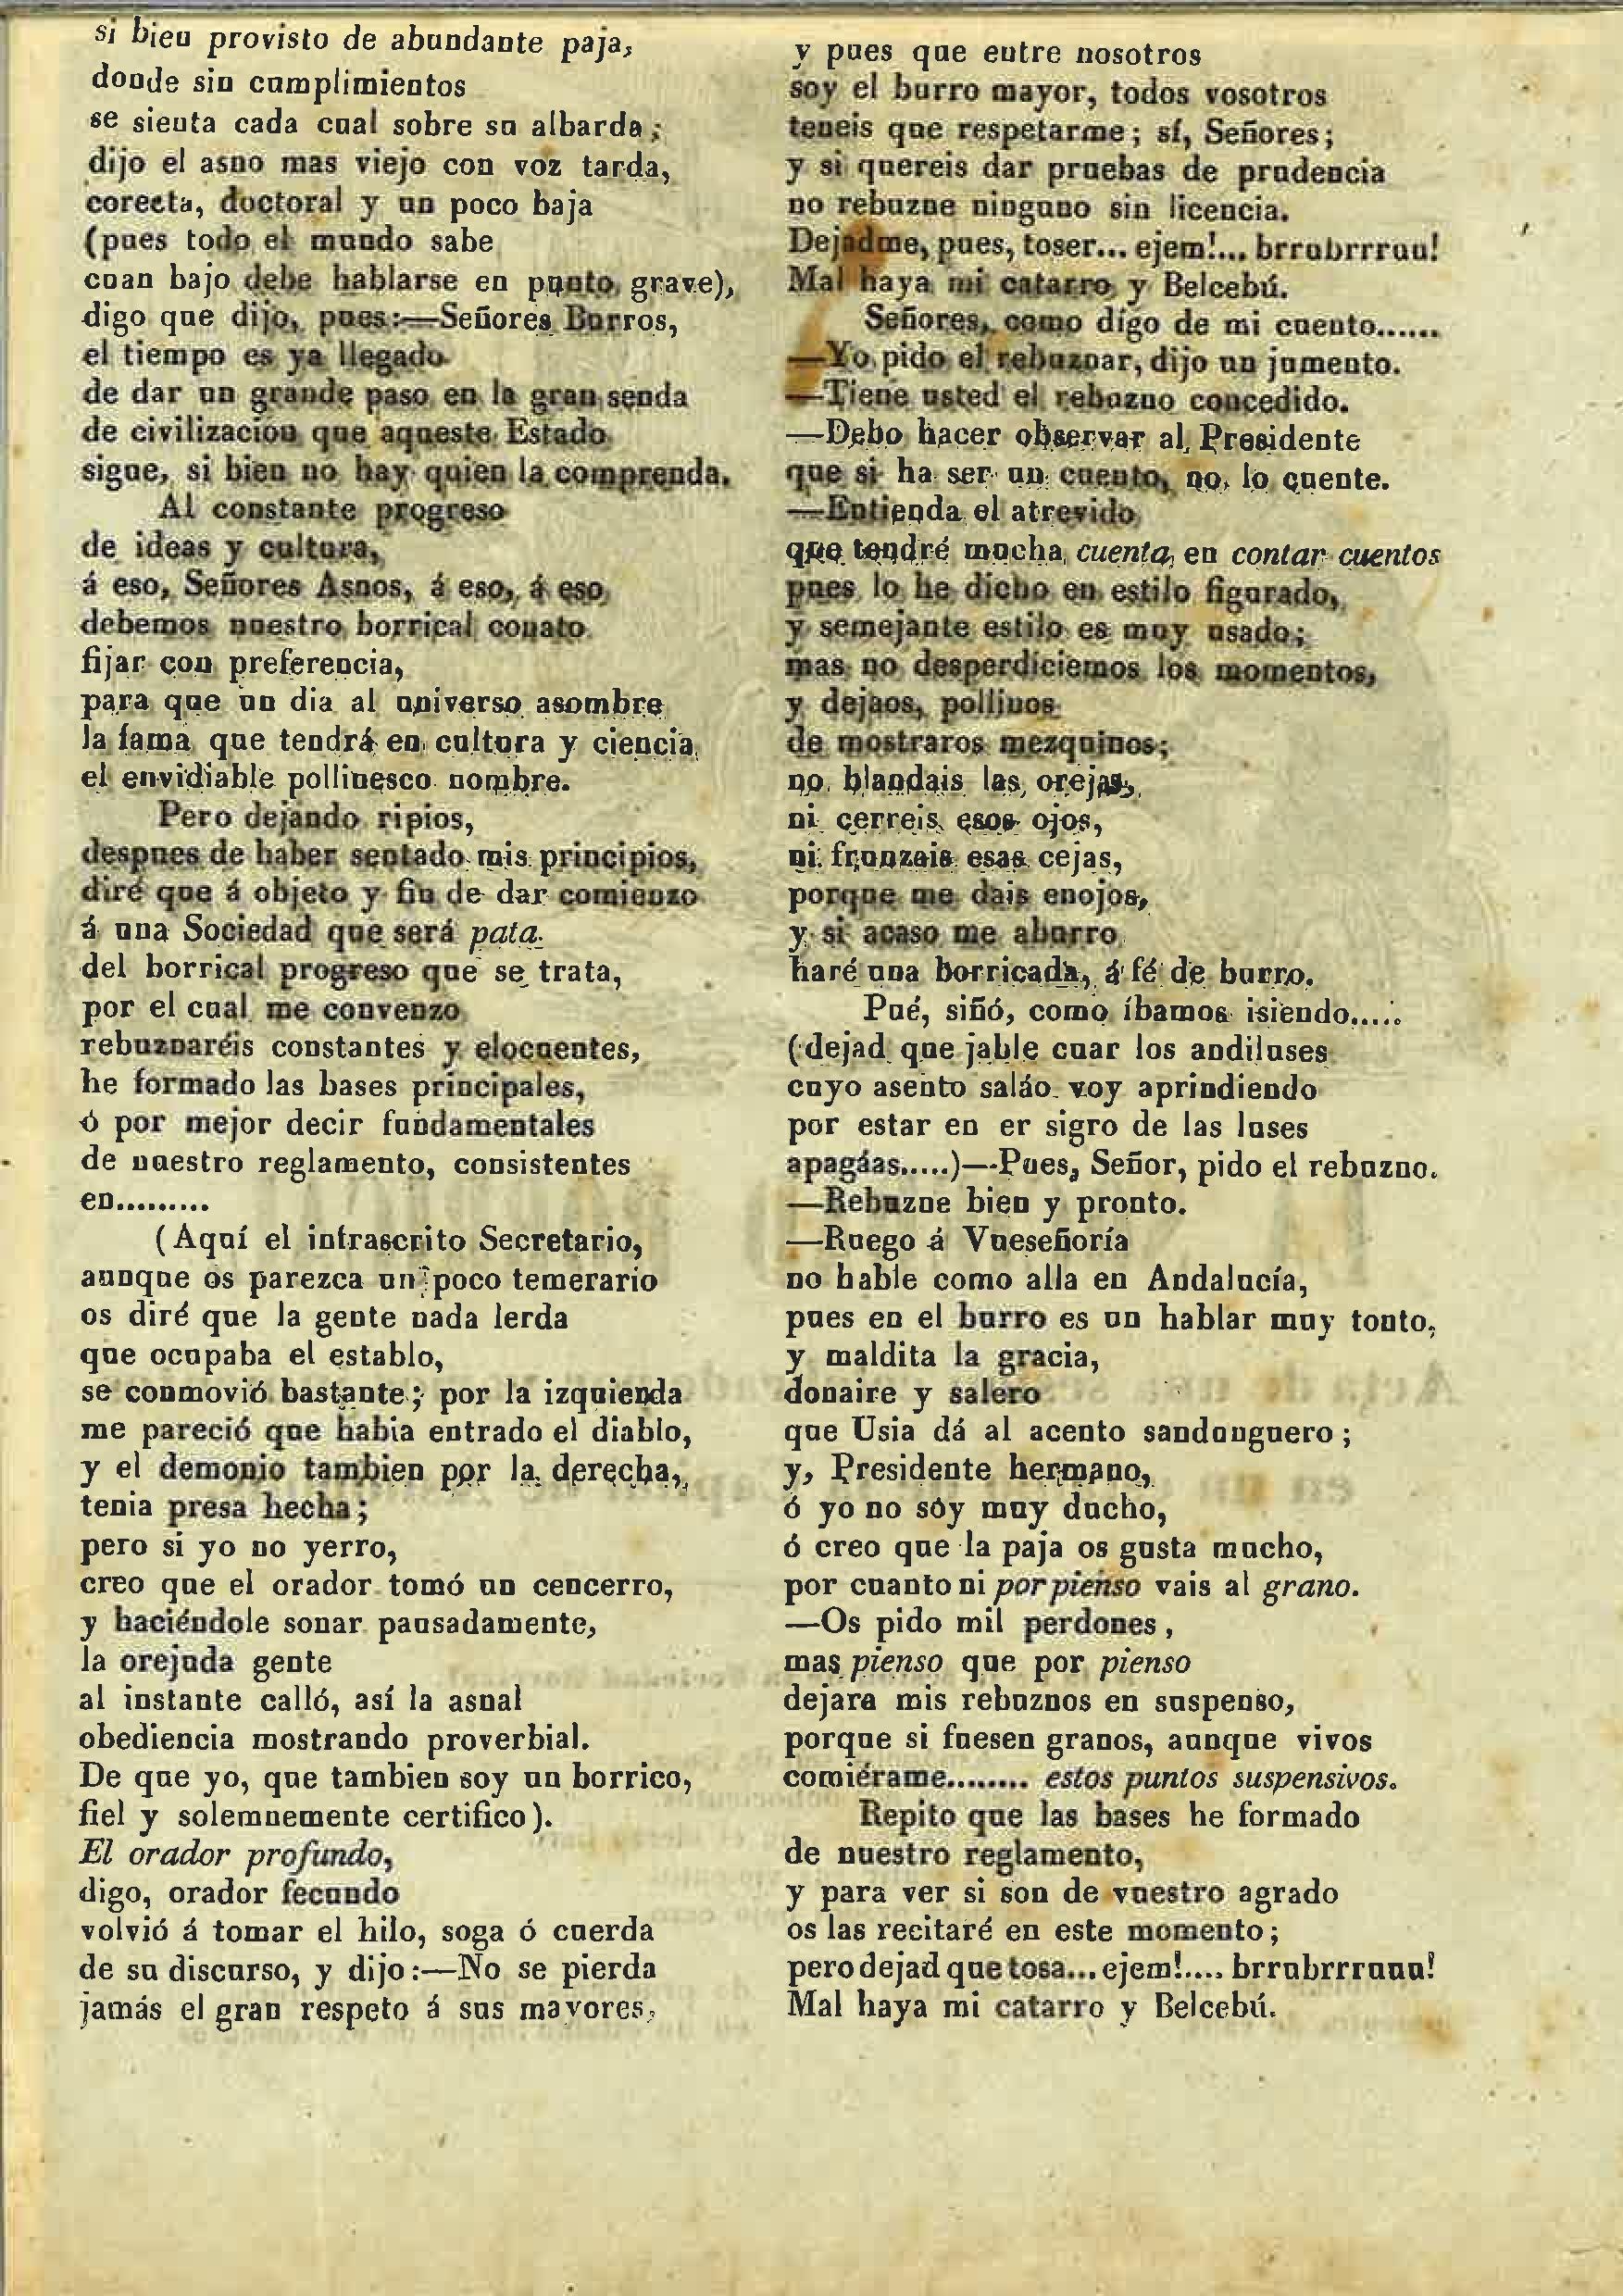 si bien provisto de abundante paja,
donde sin cumplimientos
se sienta cada cual sobre su albarda;
dijo el asno mas viejo con voz tarda,
corecta, doctoral y un poco baja
(pues todo el mundo sabe
cuan bajo debe hablarse en punto grave),
digo que dijo, pues:—Señores Burros,
el tiempo es ya llegado
de dar un grande paso en la gran senda
de civilizacion que aqueste Estado
sigue, si bien no hay quien la comprenda.
Al constante progreso
de ideas y cultura,
á eso, Señores Asnos, á eso, á eso
debemos nuestro borrical conato
fijar con preferencia,
para que un dia al universo asombre
la fama que tendrá en cultura y ciencia
el envidiable pollinesco nombre.
Pero dejando ripios,
despues de haber sentado mis principios,
diré que á objeto y fin de dar comienzo
á una Sociedad que será pata
del borrical progreso que se trata,
por el cual me convenzo
rebuznaréis constantes y elocuentes,
he formado las bases principales,
ó por mejor decir fundamentales
de nuestro reglamento, consistentes
en.........
(Aquí el infrascrito Secretario,
aunque os parezca un poco temerario
os diré que la gente nada lerda
que ocupaba el establo,
se conmovió bastante; por la izquienda
me pareció que habia entrado el diablo,
y el demonio tambien por la derecha,
tenia presa hecha;
pero si yo no yerro,
creo que el orador tomó un cencerro,
y haciéndole sonar pausadamente,
la orejuda gente
al instante calló, así la asnal
obediencia mostrando proverbial.
De que yo, que tambien soy un borrico,
fiel y solemnemente certifico).
El orador profundo,
digo, orador fecundo
volvió á tomar el hilo, soga ó cuerda
de su discurso, y dijo:—No se pierda
jamás el gran respeto á sus mayores,
y pues que entre nosotros
soy el burro mayor, todos vosotros
teneis que respetarme; sí, Señores;
y si quereis dar pruebas de prudencia
no rebuzne ninguno sin licencia.
Dejadme, pues, toser... ejem!... brrubrrruu!
Mal haya mi catarro y Belcebú.
Señores, como dígo de mi cuento......
—Yo pido el rebuznar, dijo un jumento.
—Tiene usted el rebuzno concedido.
—Debo hacer observar al Presidente
que si ha ser un cuento, no lo cuente.
—Entienda el atrevido
que tendré mucha cuenta en contar cuentos
pues lo he dicho en estilo figurado,
y semejante estilo es muy usado;
mas no desperdiciemos los momentos,
y dejaos, pollinos
de mostraros mezquinos;
no blandais las orejas,
ni cerreis esos ojos,
ni frunzais esas cejas,
porque me dais enojos,
y si acaso me aburro
haré una borricada, á fé de burro.
Pué, siñó, como íbamos isiendo.....
(dejad que jable cuar los andiluses
cuyo asento saláo voy aprindiendo
por estar en er sigro de las luses
apagáas.....)—Pues, Señor, pido el rebuzno.
—Rebuzne bien y pronto.
—Ruego á Vueseñoría
no hable como alla en Andalucía,
pues en el burro es un hablar muy tonto,
y maldita la gracia,
donaire y salero
que Usia dá al acento sandunguero;
y, Presidente hermano,
ó yo no soy muy ducho,
ó creo que la paja os gusta mucho,
por cuanto ni por pienso vais al grano.
—Os pido mil perdones,
mas pienso que por pienso
dejara mis rebuznos en suspenso,
porque si fuesen granos, aunque vivos
comiérame........ estos puntos suspensivos.
Repito que las bases he formado
de nuestro reglamento,
y para ver si son de vuestro agrado
os las recitaré en este momento;
pero dejad que tosa... ejem!.... brrubrrruuu!
Mal haya mi catarro y Belcebú.